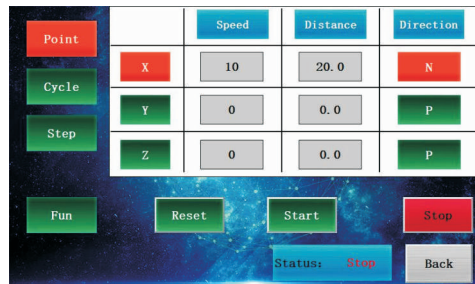 Point
Speed Distance Direction
X 10 20.0 N
Cycle
Y 0 0.0 P
Step
Z 0 0.0 P
Fun Reset Start Stop
Status: Stop Back